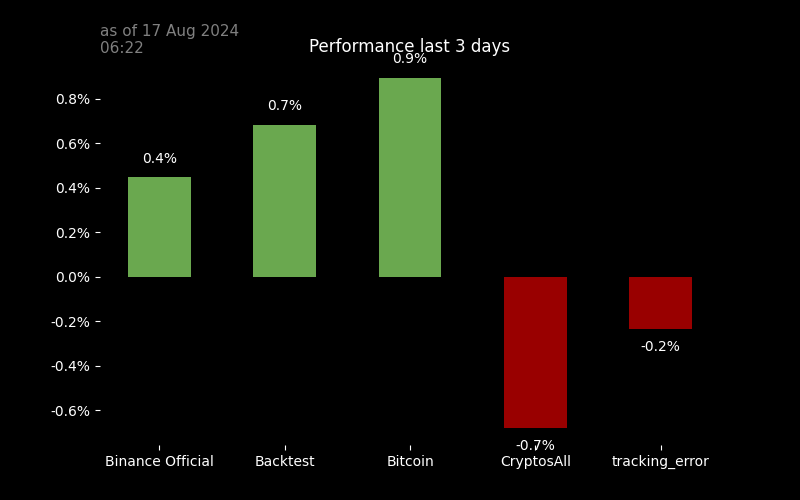 as of 17 Aug 2024
06:22
Performance last 3 days
0.9%
0.8%
0.7%
0.6%
0.4%
0.4%
0.2%
0.0%
-0.2%
-0.2%
-0.4%
-0.6%
-0.7%
Binance Official
Backtest
Bitcoin
CryptosAll
tracking_error